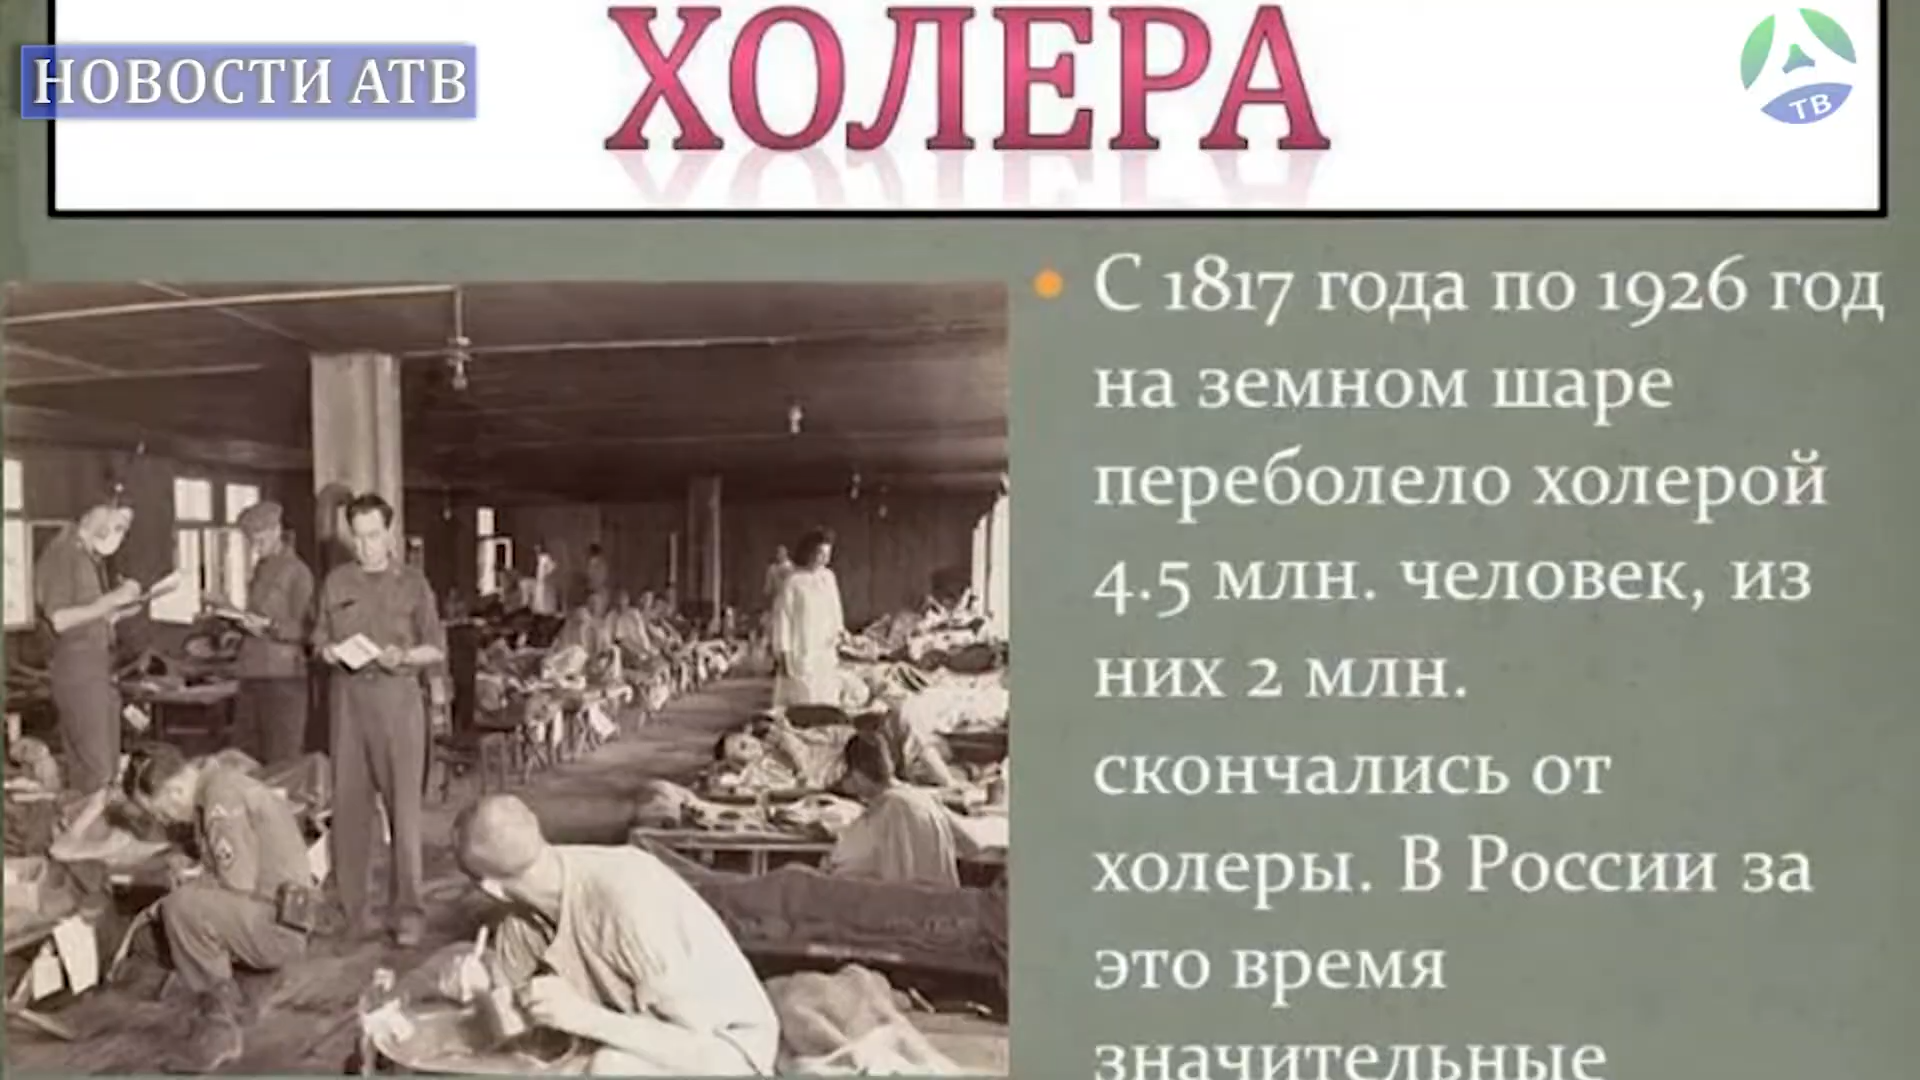 ХОЛЕРА
НОВОСТИ АТВ
ТВ
• С 1817 года по 1926 год
на земном шаре
переболело холерой
4.5 млн. человек, из
них 2 млн.
скончались от
холеры. В России за
это время
значительные